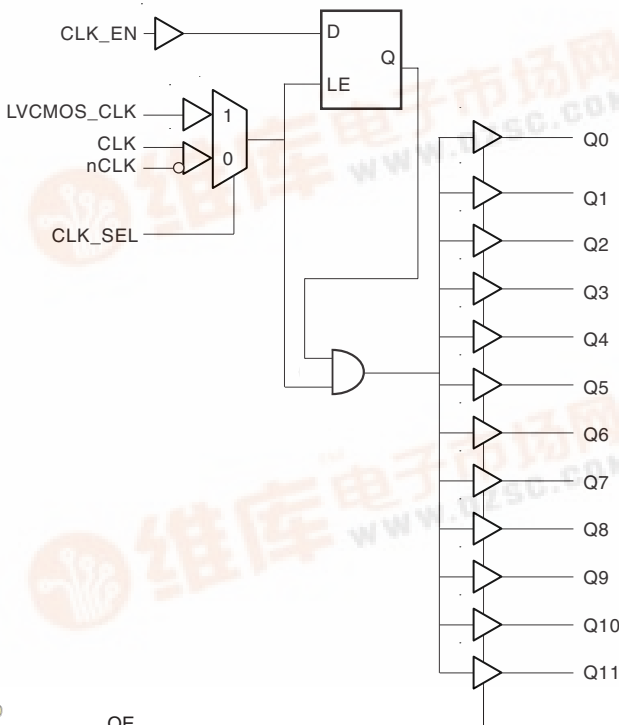 CLK_EN
D
Q
LE
LVCMOS_CLK
1
CLK
0
nCLK
CLK_SEL
Q0
Q1
Q2
Q3
Q4
Q5
Q6
Q7
Q8
Q9
Q10
Q11
OE
维库电子市场网
WWW.DZSC.COM
维库电子市场网
WWW.DZSC.COM